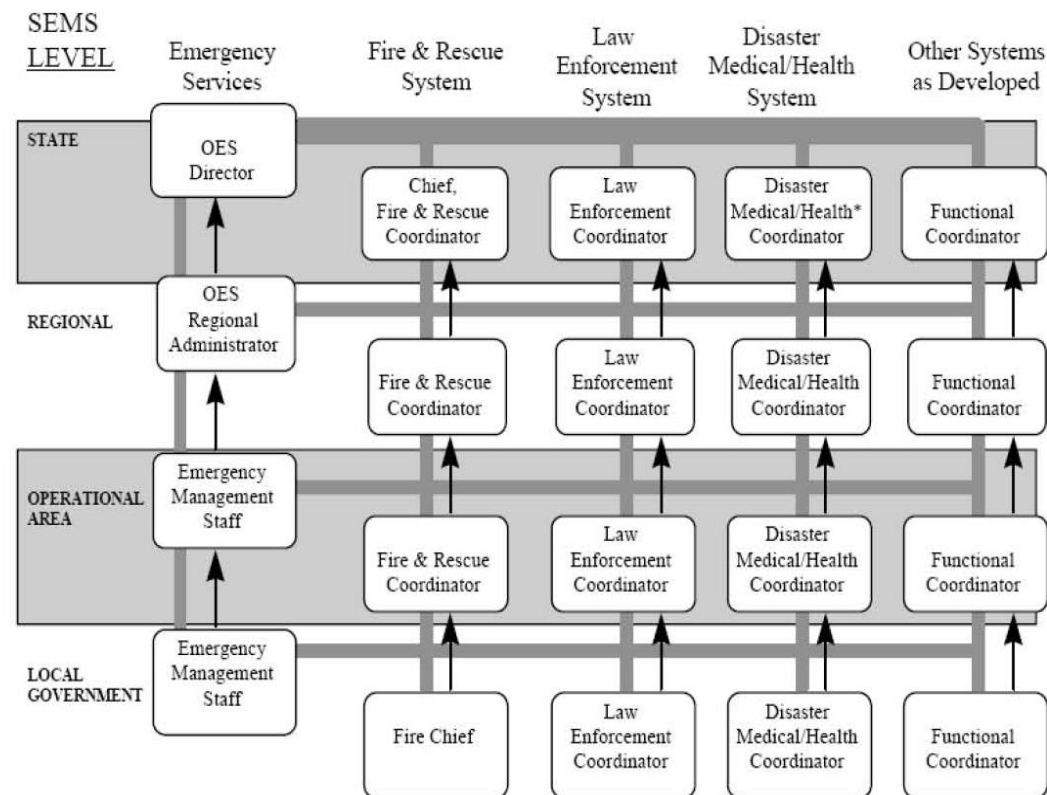 SEMS
LEVEL
Emergency
Services
Fire & Rescue
System
Law
Enforcement
System
Disaster
Medical/Health
System
Other Systems
as Developed
STATE
OES
Director
Chief,
Fire & Rescue
Coordinator
Law
Enforcement
Coordinator
Disaster
Medical/Health*
Coordinator
Functional
Coordinator
REGIONAL
OES
Regional
Administrator
Fire & Rescue
Coordinator
Law
Enforcement
Coordinator
Disaster
Medical/Health
Coordinator
Functional
Coordinator
OPERATIONAL
AREA
Emergency
Management
Staff
Fire & Rescue
Coordinator
Law
Enforcement
Coordinator
Disaster
Medical/Health
Coordinator
Functional
Coordinator
LOCAL
GOVERNMENT
Emergency
Management
Staff
Fire Chief
Law
Enforcement
Coordinator
Disaster
Medical/Health
Coordinator
Functional
Coordinator